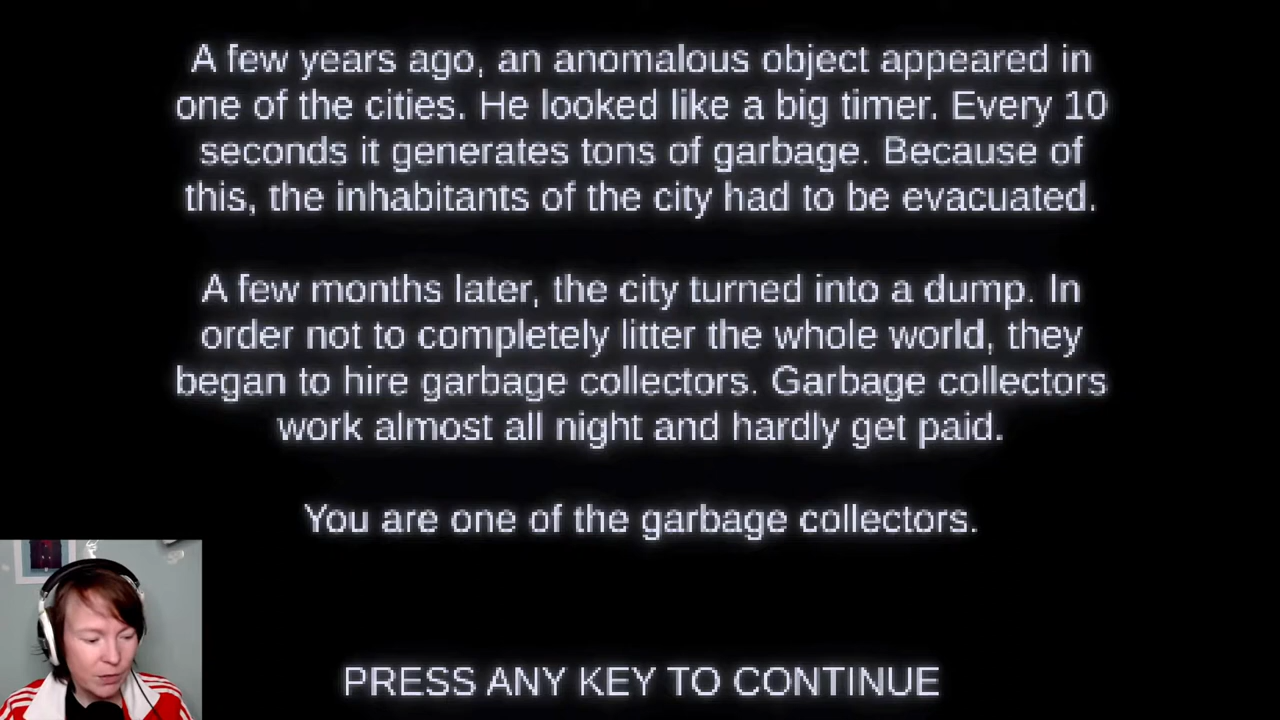 A few years ago, an anomalous object appeared in
one of the cities. He looked like a big timer. Every 10
seconds it generates tons of garbage. Because of
this, the inhabitants of the city had to be evacuated.
A few months later, the city turned into a dump. In
order not to completely litter the whole world, they
began to hire garbage collectors. Garbage collectors
work almost all night and hardly get paid.
You are one of the garbage collectors.
PRESS ANY KEY TO CONTINUE